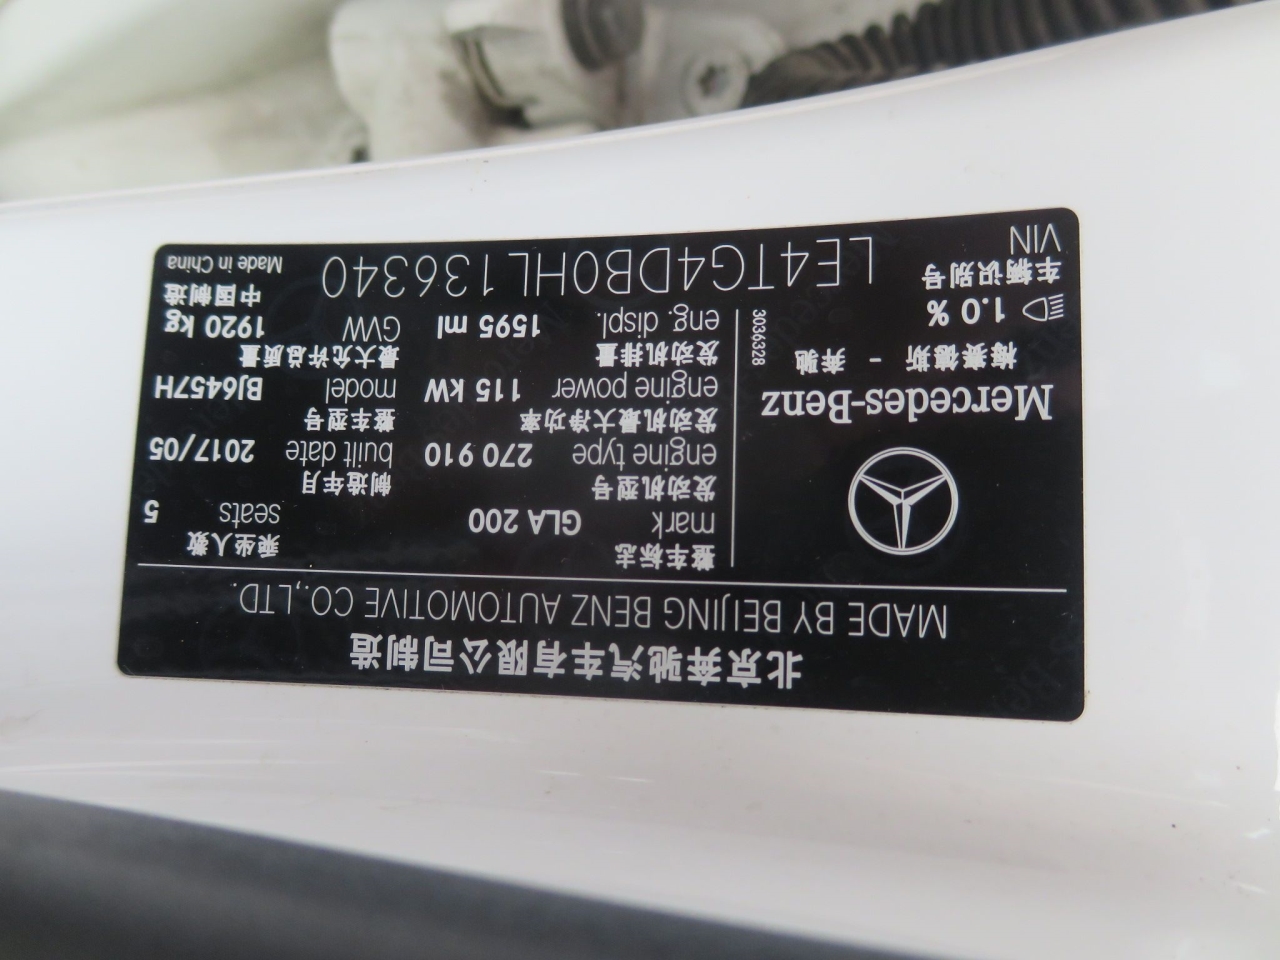 北京奔驰汽车有限公司制造
MADE BY BEIJING BENZ AUTOMOTIVE CO.,LTD.
Mercedes-Benz
梅赛德斯 - 奔驰
1.0 %
3036328
整车标志
mark GLA 200
乘坐人数
seats 5
发动机型号
engine type 270 910
制造年月
built date 2017/05
发动机最大净功率
engine power 115 kW
整车型号
model BJ6457H
发动机排量
eng. displ. 1595 ml
最大允许总质量
GVW 1920 kg
车辆识别号
VIN LE4TG4DB0HL136340
中国制造
Made in China